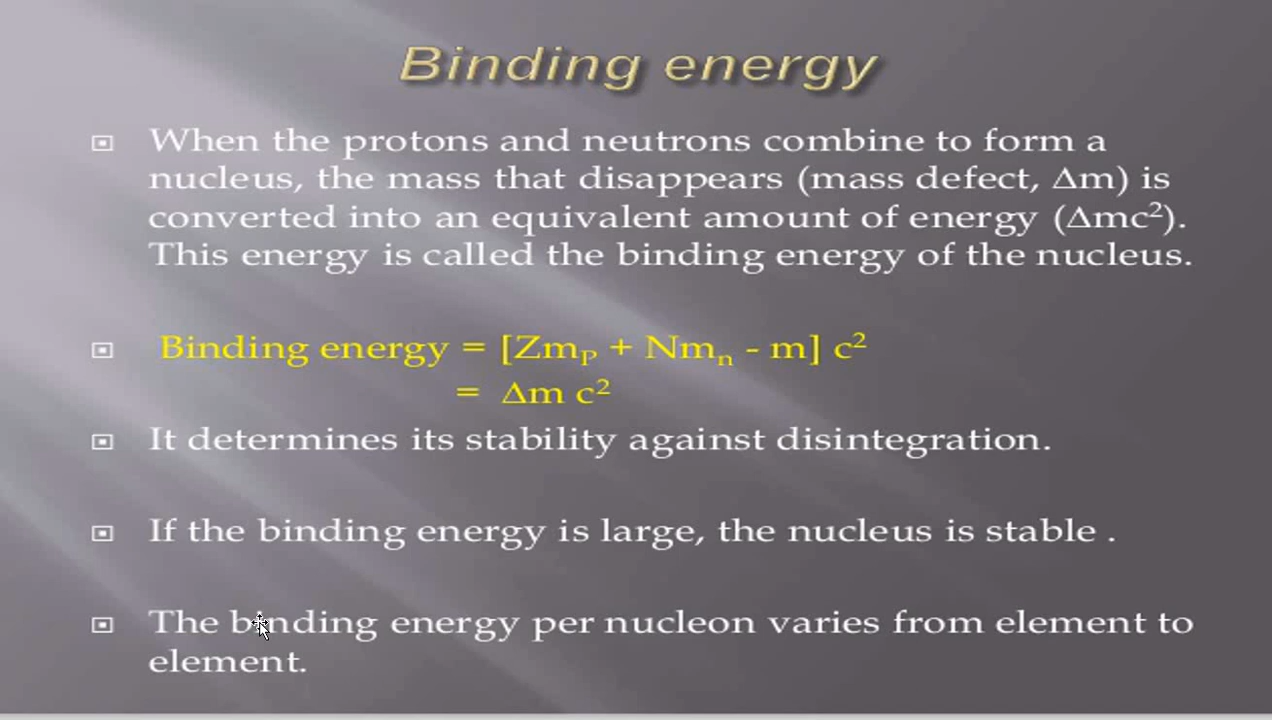 Binding energy
When the protons and neutrons combine to form a
nucleus, the mass that disappears (mass defect, Δm) is
converted into an equivalent amount of energy (Δmc²).
This energy is called the binding energy of the nucleus.
Binding energy = [Zmₚ + Nmₙ - m] c²
= Δm c²
It determines its stability against disintegration.
If the binding energy is large, the nucleus is stable .
The binding energy per nucleon varies from element to
element.